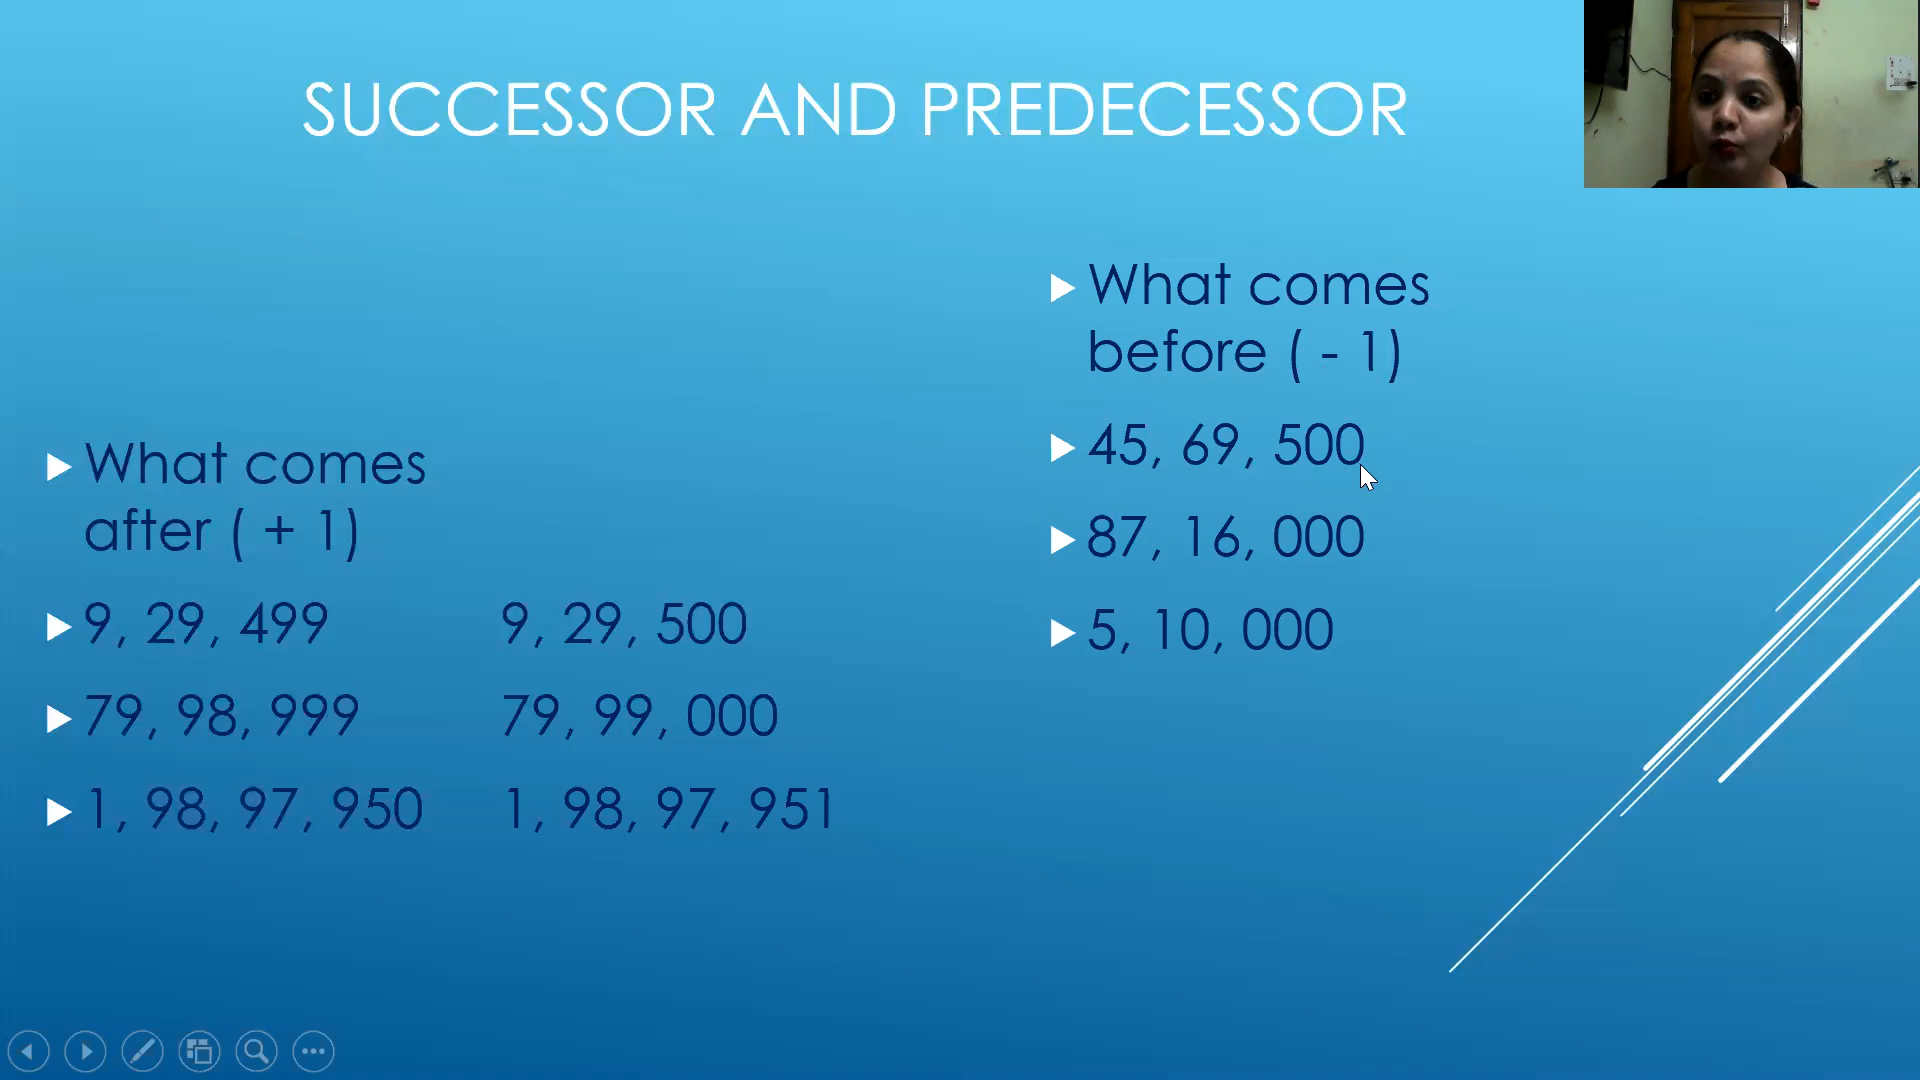 SUCCESSOR AND PREDECESSOR
What comes
after ( + 1)
9, 29, 499 9, 29, 500
79, 98, 999 79, 99, 000
1, 98, 97, 950 1, 98, 97, 951
What comes
before ( - 1)
45, 69, 500
87, 16, 000
5, 10, 000